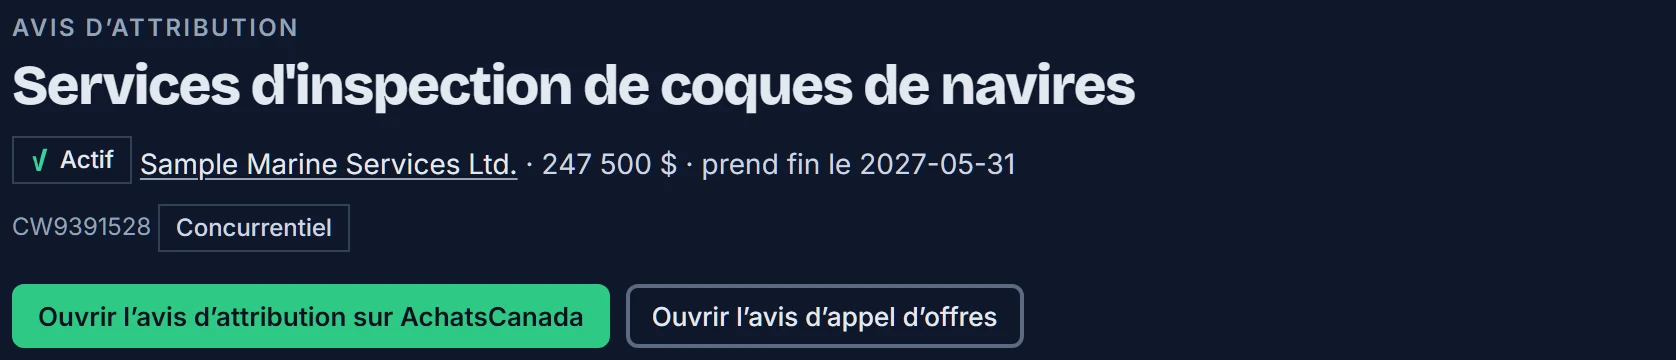 AVIS D’ATTRIBUTION
Services d'inspection de coques de navires
√ Actif Sample Marine Services Ltd. · 247 500 $ · prend fin le 2027-05-31
CW9391528 Concurrentiel
Ouvrir l’avis d’attribution sur AchatsCanada Ouvrir l’avis d’appel d’offres